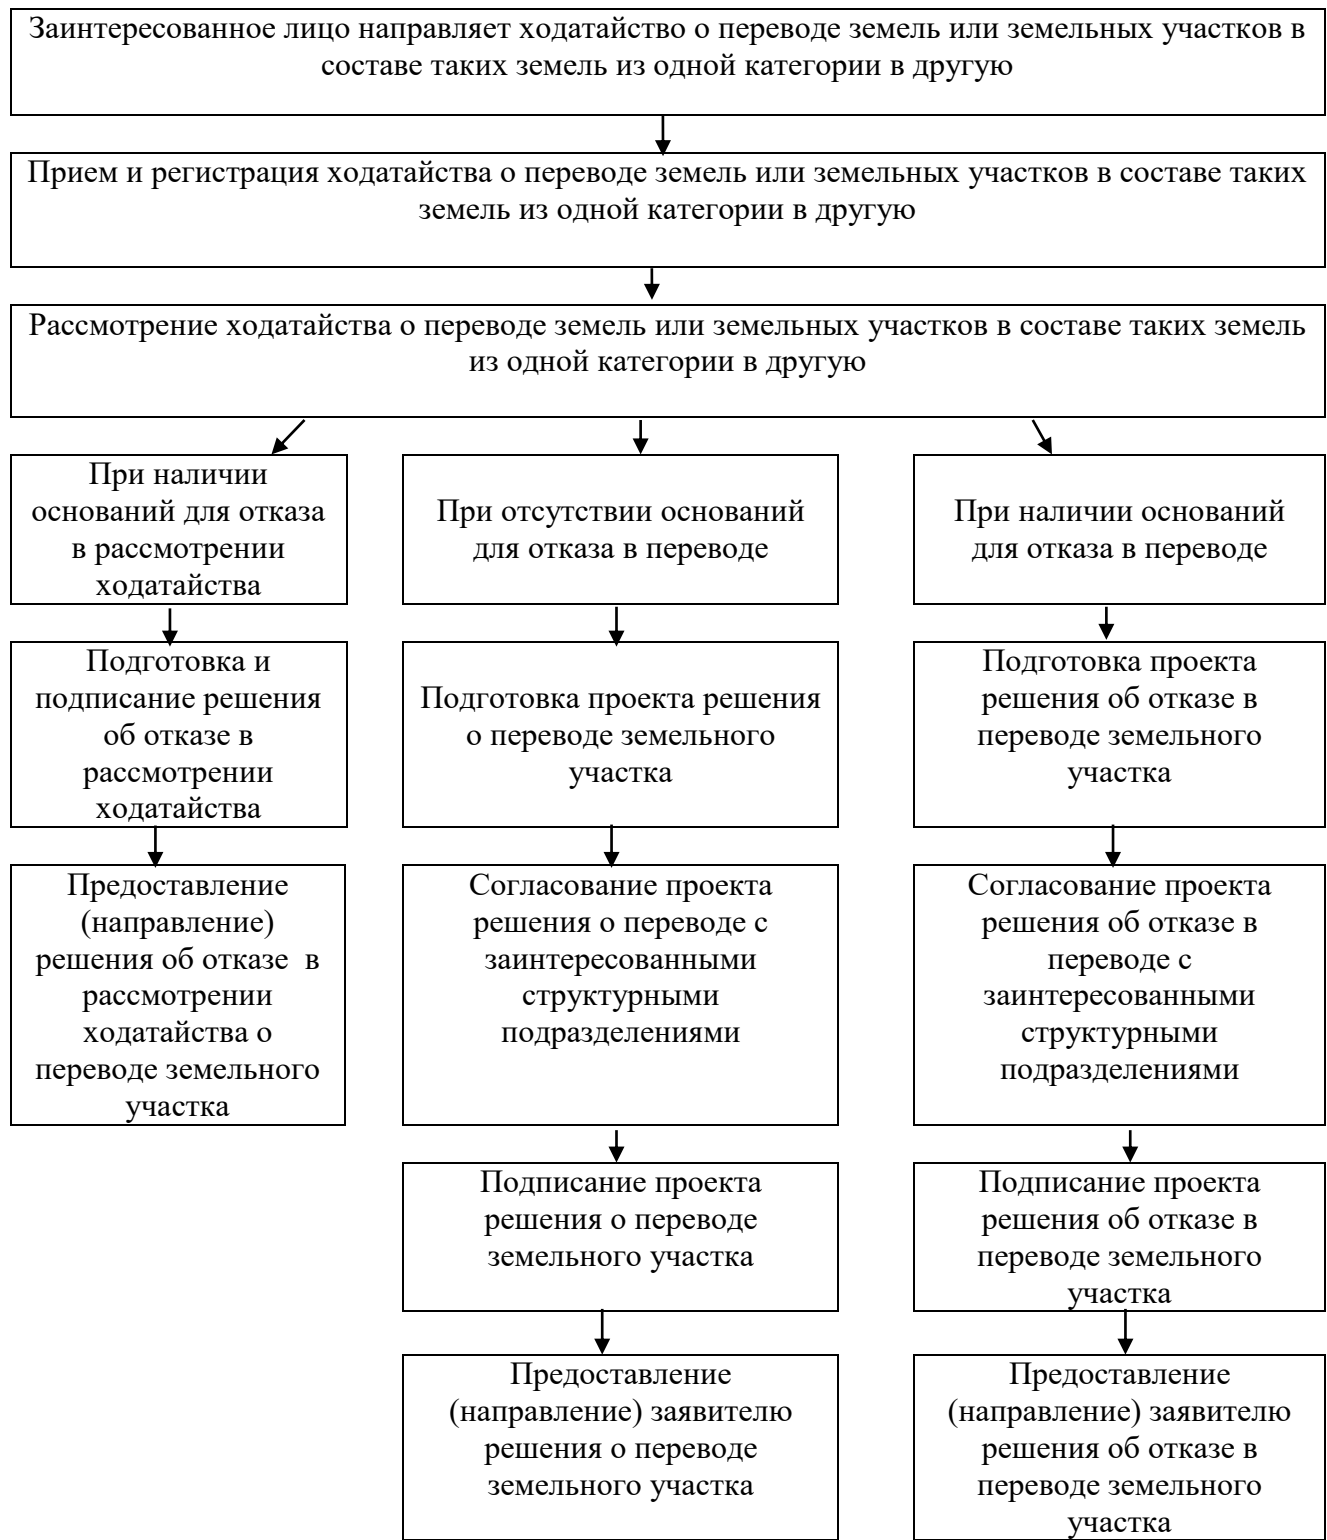 Заинтересованное лицо направляет ходатайство о переводе земель или земельных участков в
составе таких земель из одной категории в другую
Прием и регистрация ходатайства о переводе земель или земельных участков в составе таких
земель из одной категории в другую
Рассмотрение ходатайства о переводе земель или земельных участков в составе таких земель
из одной категории в другую
При наличии
оснований для отказа
в рассмотрении
ходатайства
При отсутствии оснований
для отказа в переводе
При наличии оснований
для отказа в переводе
Подготовка и
подписание решения
об отказе в
рассмотрении
ходатайства
Подготовка проекта решения
о переводе земельного
участка
Подготовка проекта
решения об отказе в
переводе земельного
участка
Предоставление
(направление)
решения об отказе  в
рассмотрении
ходатайства о
переводе земельного
участка
Согласование проекта
решения о переводе с
заинтересованными
структурными
подразделениями
Согласование проекта
решения об отказе в
переводе с
заинтересованными
структурными
подразделениями
Подписание проекта
решения о переводе
земельного участка
Подписание проекта
решения об отказе в
переводе земельного
участка
Предоставление
(направление) заявителю
решения о переводе
земельного участка
Предоставление
(направление) заявителю
решения об отказе в
переводе земельного
участка